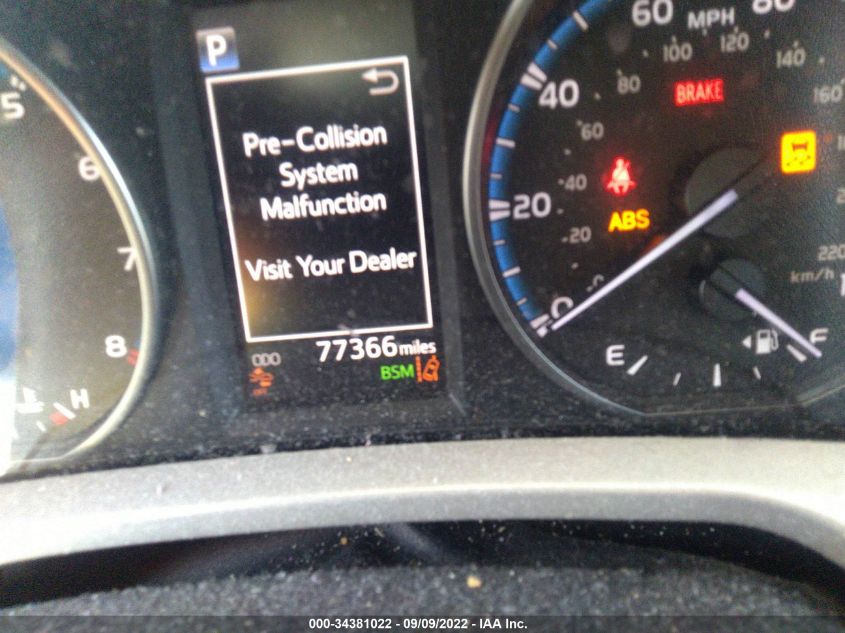 P
Pre-Collision
System
Malfunction
Visit Your Dealer
ODO
77366 miles
BSM
5
6
7
8
H
60
MPH
80
100
120
140
80
160
40
BRAKE
60
40
20
ABS
20
0
0
220
km/h
E
F
000-34381022 - 09/09/2022 - IAA Inc.